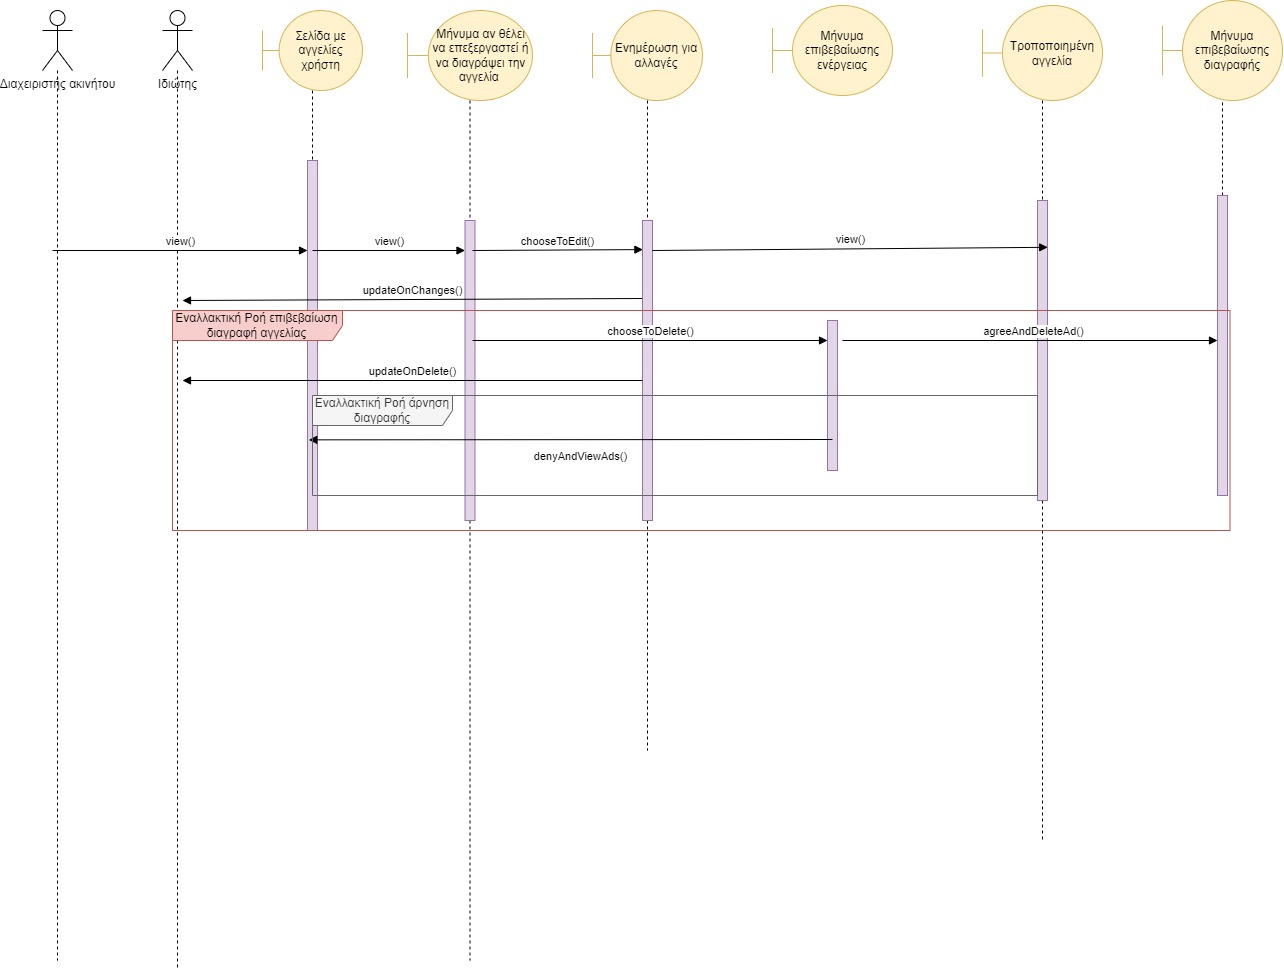 Διαχειριστής ακινήτου
Ιδιώτης
Σελίδα με
αγγελίες
χρήστη
Μήνυμα αν θέλει
να επεξεργαστεί ή
να διαγράψει την
αγγελία
Ενημέρωση για
αλλαγές
Μήνυμα
επιβεβαίωσης
ενέργειας
Τροποποιημένη
αγγελία
Μήνυμα
επιβεβαίωσης
διαγραφής
view()
view()
chooseToEdit()
view()
updateOnChanges()
Εναλλακτική Ροή επιβεβαίωση
διαγραφή αγγελίας
chooseToDelete()
agreeAndDeleteAd()
updateOnDelete()
Εναλλακτική Ροή άρνηση
διαγραφής
denyAndViewAds()